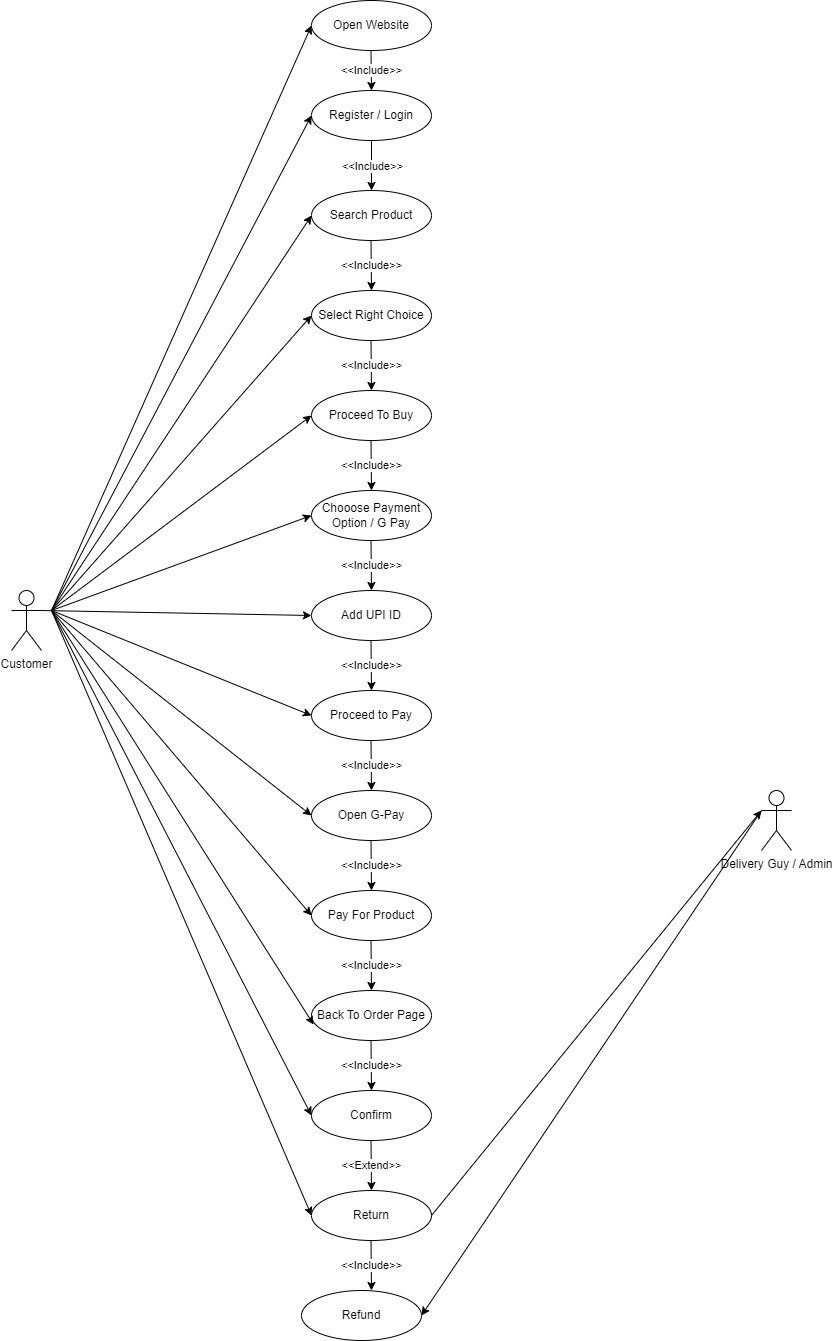 Open Website
<<Include>>
Register / Login
<<Include>>
Search Product
<<Include>>
Select Right Choice
<<Include>>
Proceed To Buy
<<Include>>
Chooose Payment
Option / G Pay
<<Include>>
Add UPI ID
Customer
<<Include>>
Proceed to Pay
<<Include>>
Open G-Pay
Delivery Guy / Admin
<<Include>>
Pay For Product
<<Include>>
Back To Order Page
<<Include>>
Confirm
<<Extend>>
Return
<<Include>>
Refund